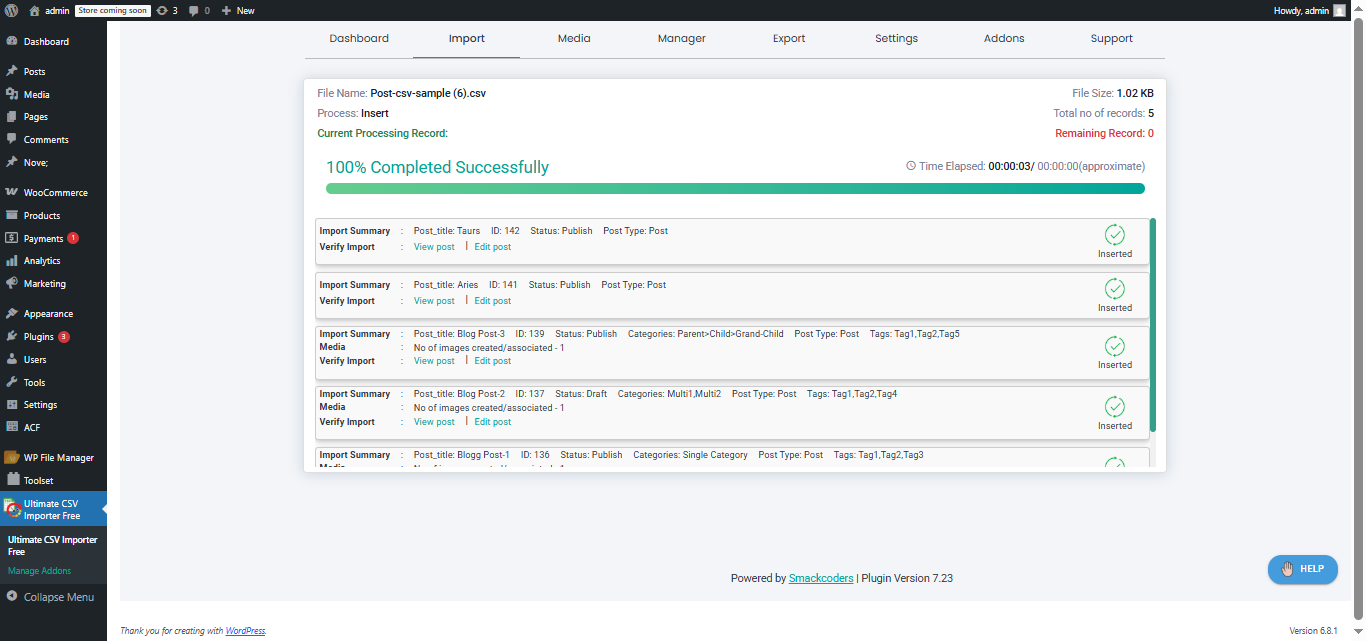 admin Store coming soon 3 0 New Howdy, admin
Dashboard
Posts
Media
Pages
Comments
Nove;
WooCommerce
Products
Payments 1
Analytics
Marketing
Appearance
Plugins 3
Users
Tools
Settings
ACF
WP File Manager
Toolset
Ultimate CSV
Importer Free
Ultimate CSV Importer
Free
Manage Addons
Collapse Menu
Dashboard Import Media Manager Export Settings Addons Support
File Name: Post-csv-sample (6).csv File Size: 1.02 KB
Process: Insert Total no of records: 5
Current Processing Record: Remaining Record: 0
100% Completed Successfully Time Elapsed: 00:00:03/ 00:00:00(approximate)
Import Summary : Post_title: Taurs ID: 142 Status: Publish Post Type: Post
Verify Import : View post | Edit post
Inserted
Import Summary : Post_title: Aries ID: 141 Status: Publish Post Type: Post
Verify Import : View post | Edit post
Inserted
Import Summary : Post_title: Blog Post-3 ID: 139 Status: Publish Categories: Parent>Child>Grand-Child Post Type: Post Tags: Tag1,Tag2,Tag5
Media : No of images created/associated - 1
Verify Import : View post | Edit post
Inserted
Import Summary : Post_title: Blog Post-2 ID: 137 Status: Draft Categories: Multi1,Multi2 Post Type: Post Tags: Tag1,Tag2,Tag4
Media : No of images created/associated - 1
Verify Import : View post | Edit post
Inserted
Import Summary : Post_title: Blogg Post-1 ID: 136 Status: Publish Categories: Single Category Post Type: Post Tags: Tag1,Tag2,Tag3
Powered by Smackcoders | Plugin Version 7.23
HELP
Thank you for creating with WordPress. Version 6.8.1